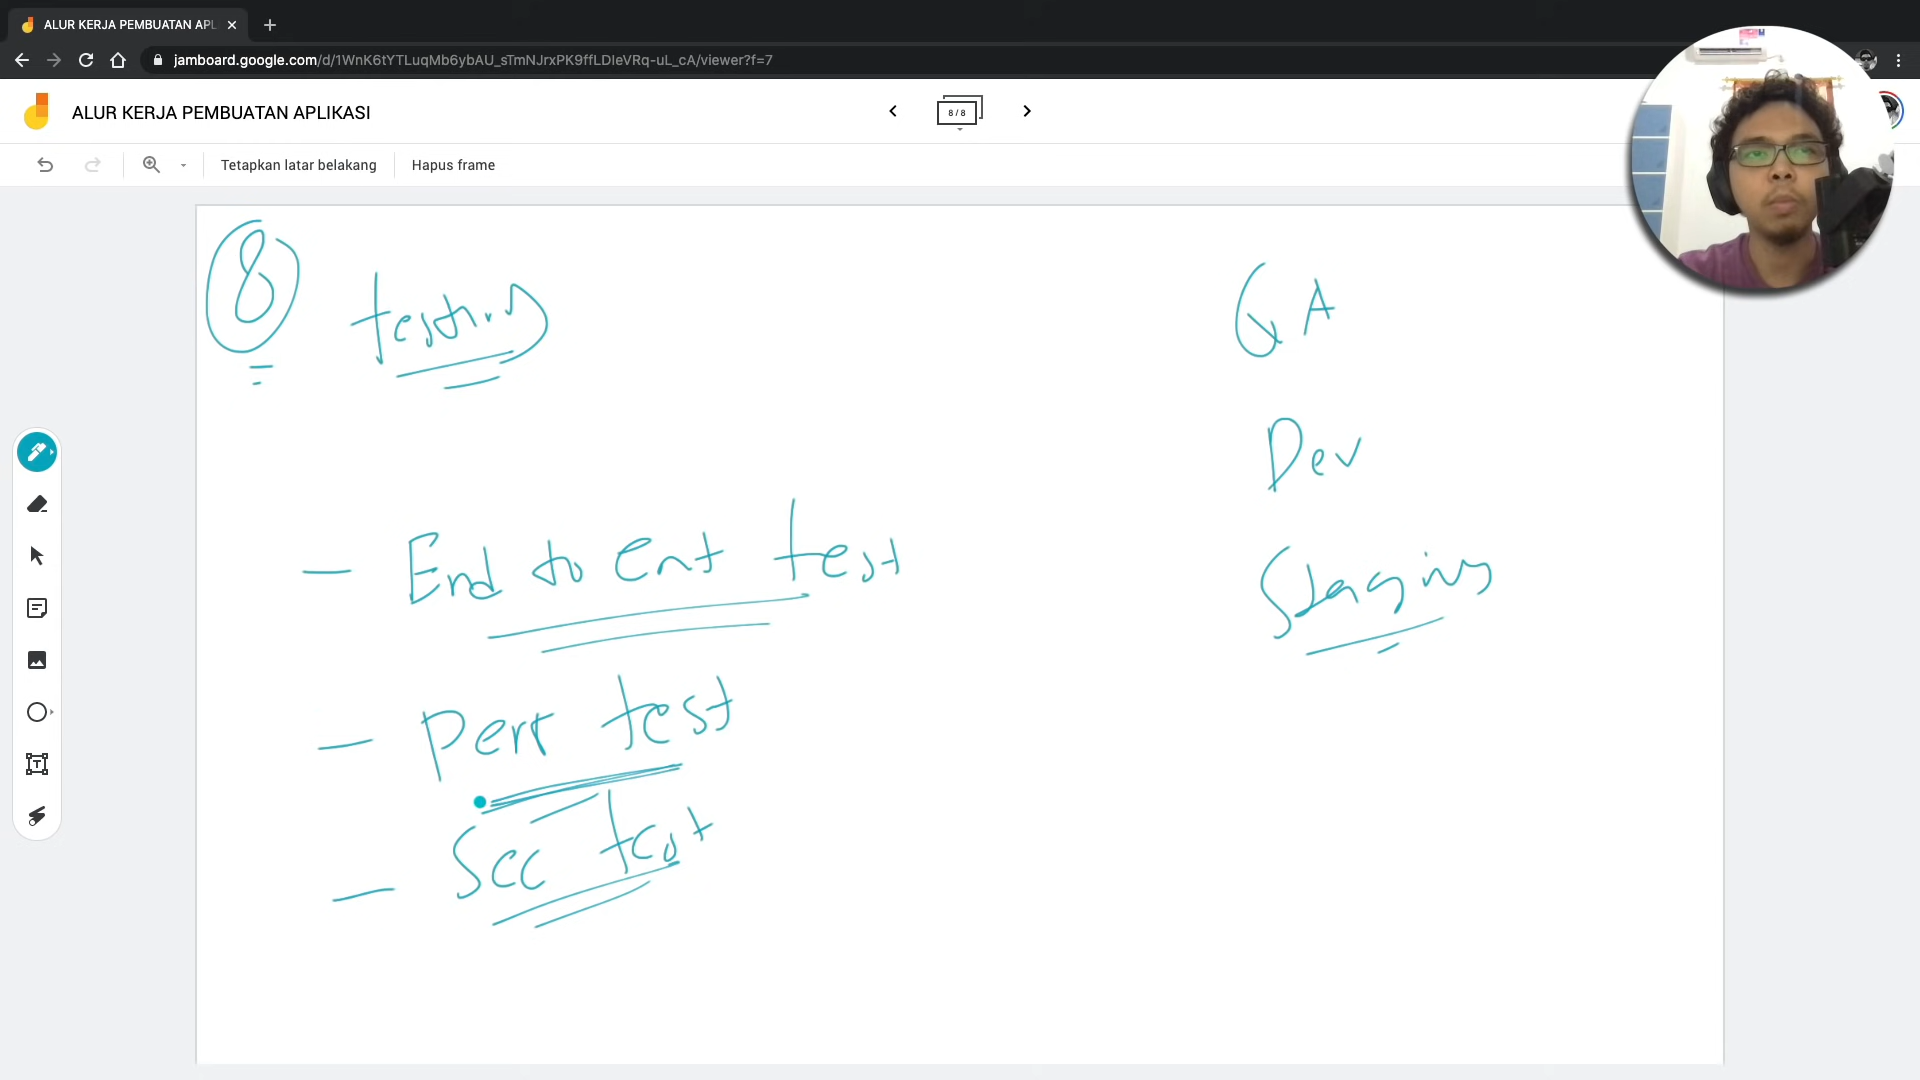 ALUR KERJA PEMBUATAN APL
jamboard.google.com/d/1WnK6tYTLuqMb6ybAU_sTmNJrxPK9ffLDIeVRq-uL_cA/viewer?f=7
ALUR KERJA PEMBUATAN APLIKASI
8/8
Tetapkan latar belakang
Hapus frame
8
testing
QA
Dev
Staging
- End to Ent test
- Perf test
- Sec test